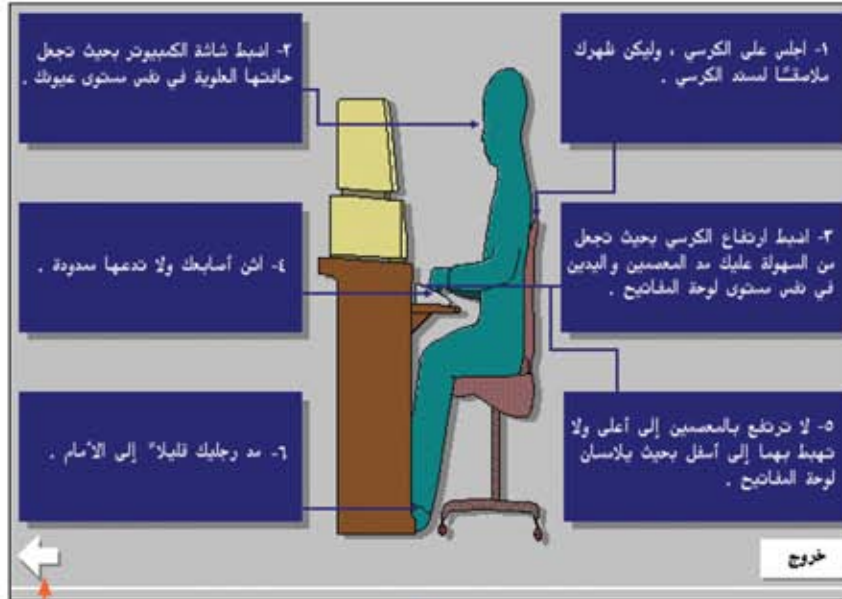 ١- اجلس على الكرسي ، وليكن ظهرك
ملاصقـًا لمسند الكرسي .
٢- اضبط شاشة الكمبيوتر بحيث تجعل
حافتها العلوية في نفس مستوى عيونك .
٣- اضبط ارتفاع الكرسي بحيث تجعل
من السهولة عليك مد المعصمين واليدين
في نفس مستوى لوحة المفاتيح .
٤- اثن أصابعك ولا تدعها ممدودة .
٥- لا ترتفع بالمعصمين إلى أعلى ولا
تهبط بهما إلى أسفل بحيث يلامسان
لوحة المفاتيح .
٦- مد رجليك قليلاً إلى الأمام .
خروج